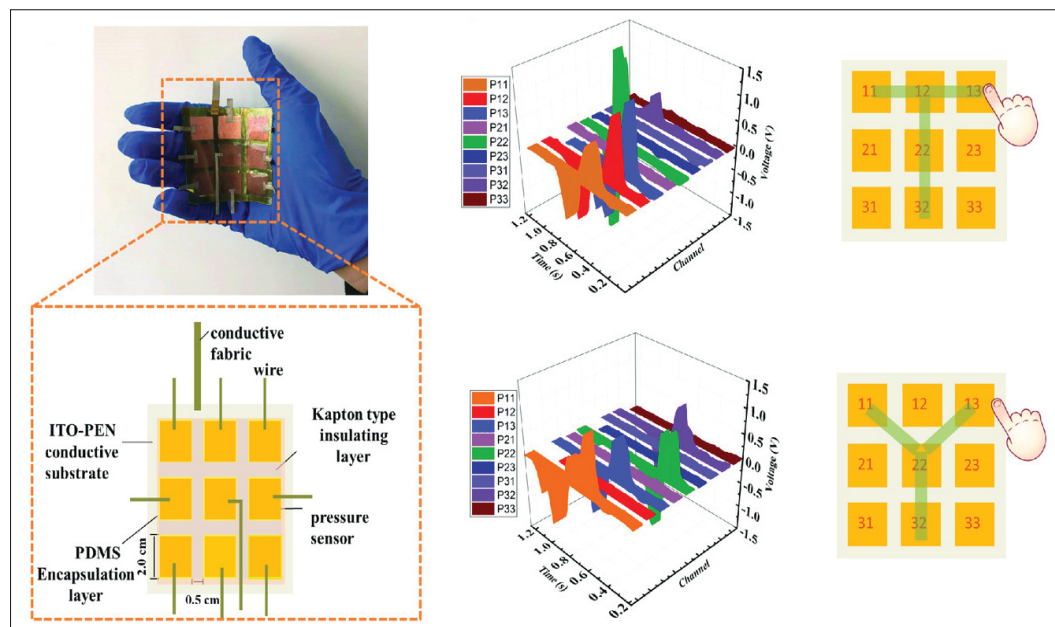 P11
P12
P13
P21
P22
P23
P31
P32
P33
1.5
1.0
0.5
0.0
-0.5
-1.0
-1.5
Voltage (V)
1.2
1.0
0.8
0.6
0.4
0.2
Time (s)
Channel
11 12 13
21 22 23
31 32 33
conductive
fabric
wire
Kapton type
insulating
layer
ITO-PEN
conductive
substrate
pressure
sensor
PDMS
Encapsulation
layer
2.0 cm
0.5 cm
P11
P12
P13
P21
P22
P23
P31
P32
P33
1.5
1.0
0.5
0.0
-0.5
-1.0
-1.5
Voltage (V)
1.2
1.0
0.8
0.6
0.4
0.2
Time (s)
Channel
11 12 13
21 22 23
31 32 33